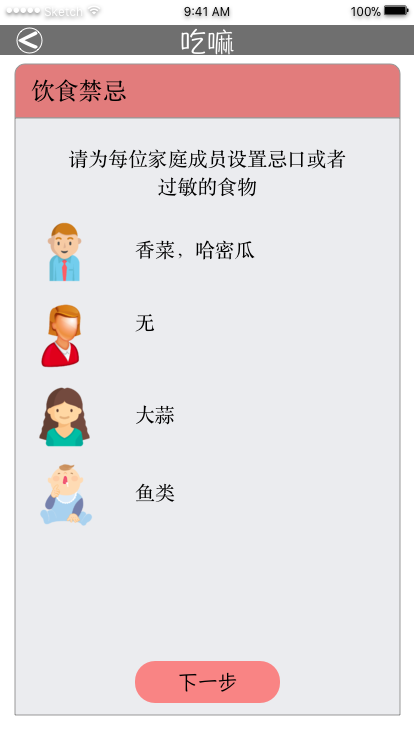 Sketch
9:41 AM
100%
吃嘛
饮食禁忌
请为每位家庭成员设置忌口或者
过敏的食物
香菜，哈密瓜
无
大蒜
鱼类
下一步